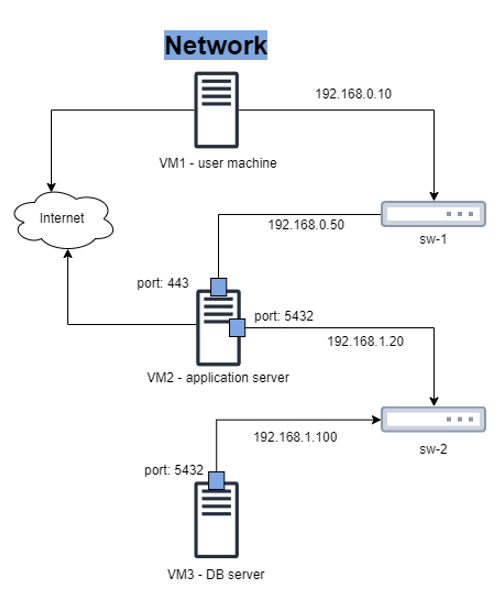 Network
192.168.0.10
VM1 - user machine
Internet
192.168.0.50
sw-1
port: 443
port: 5432
192.168.1.20
VM2 - application server
192.168.1.100
sw-2
port: 5432
VM3 - DB server